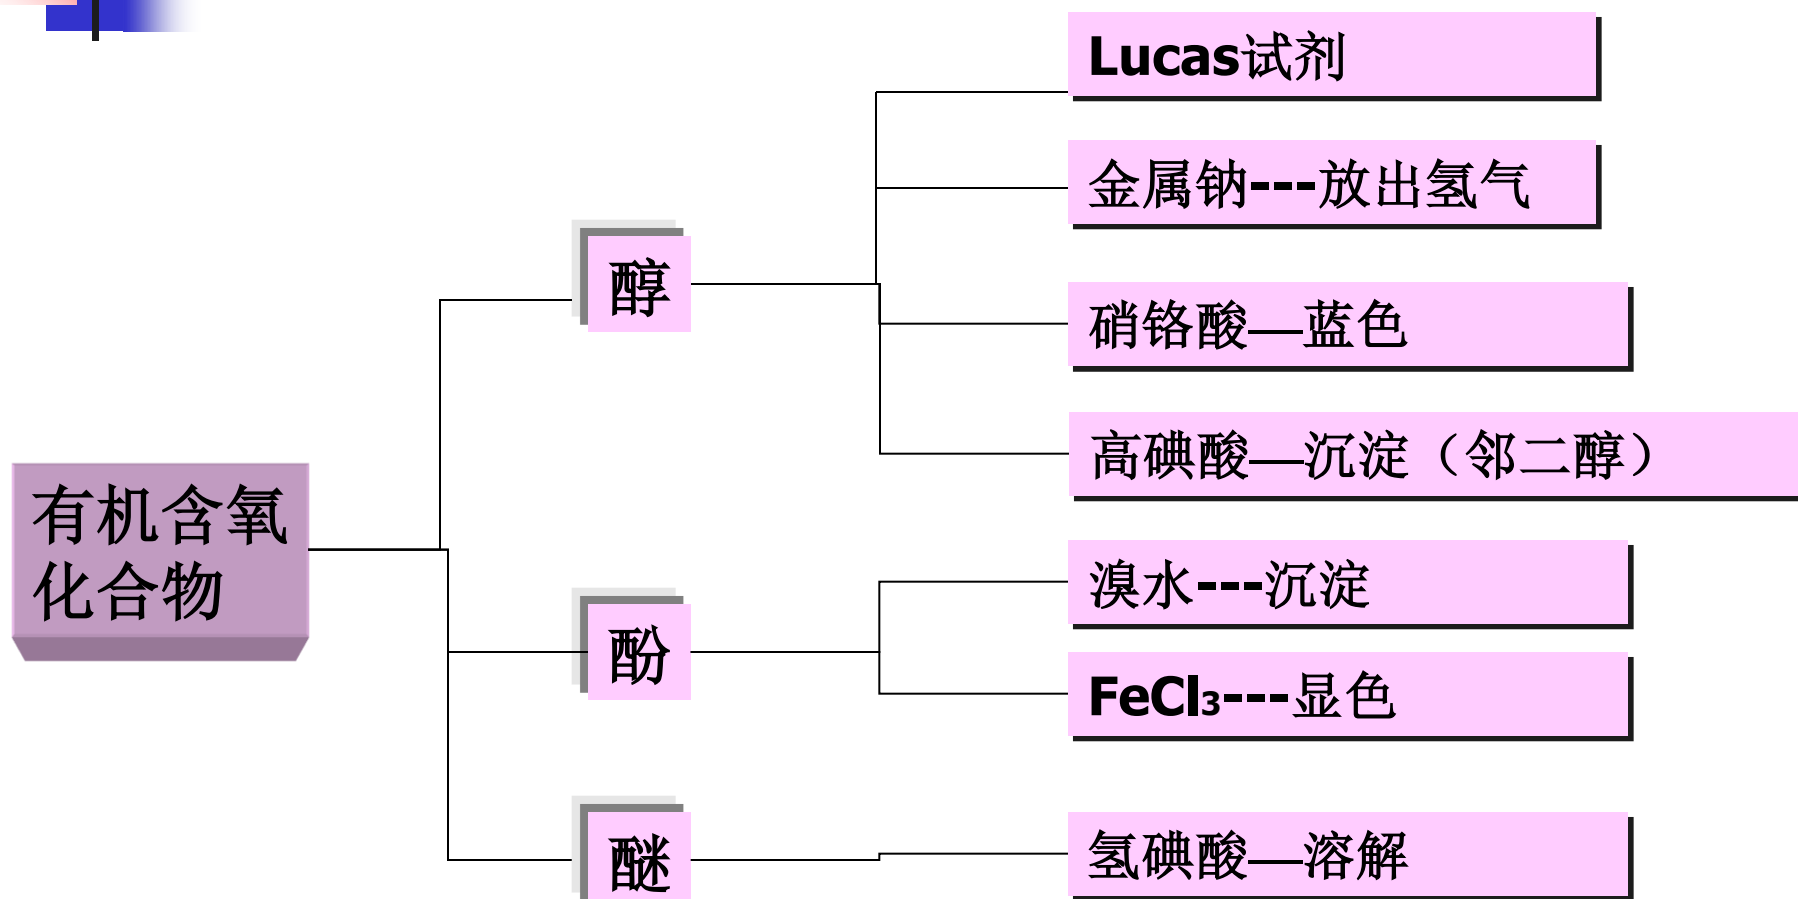 有机含氧
化合物
醇
Lucas试剂
金属钠---放出氢气
硝铬酸—蓝色
高碘酸—沉淀（邻二醇）
酚
溴水---沉淀
FeCl₃---显色
醚
氢碘酸—溶解